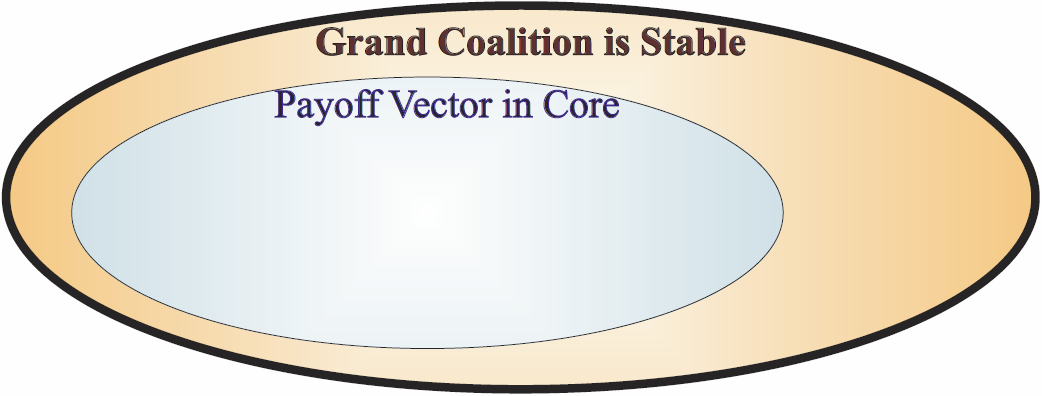 Grand Coalition is Stable
Payoff Vector in Core